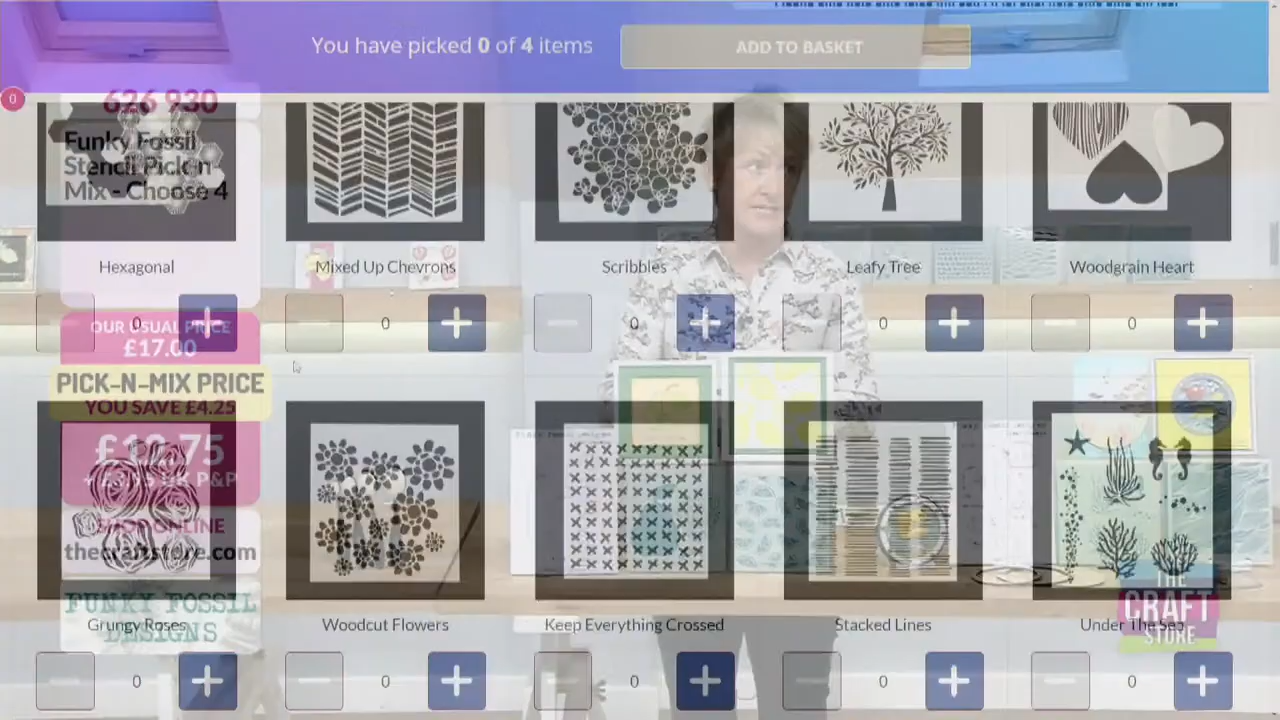 You have picked 0 of 4 items
ADD TO BASKET
0
626 930
Funky Fossil
Stencil Pick n
Mix - Choose 4
Hexagonal
Mixed Up Chevrons
Scribbles
Leafy Tree
Woodgrain Heart
0
0
0
0
0
OUR USUAL PRICE
£17.00
PICK-N-MIX PRICE
YOU SAVE £4.25
£12.75
UK P&P
SHOP ONLINE
thecraftstore.com
FUNKY FOSSIL
DESIGNS
THE
CRAFT
STORE
Grungy Roses
Woodcut Flowers
Keep Everything Crossed
Stacked Lines
Under The Sea
0
0
0
0
0